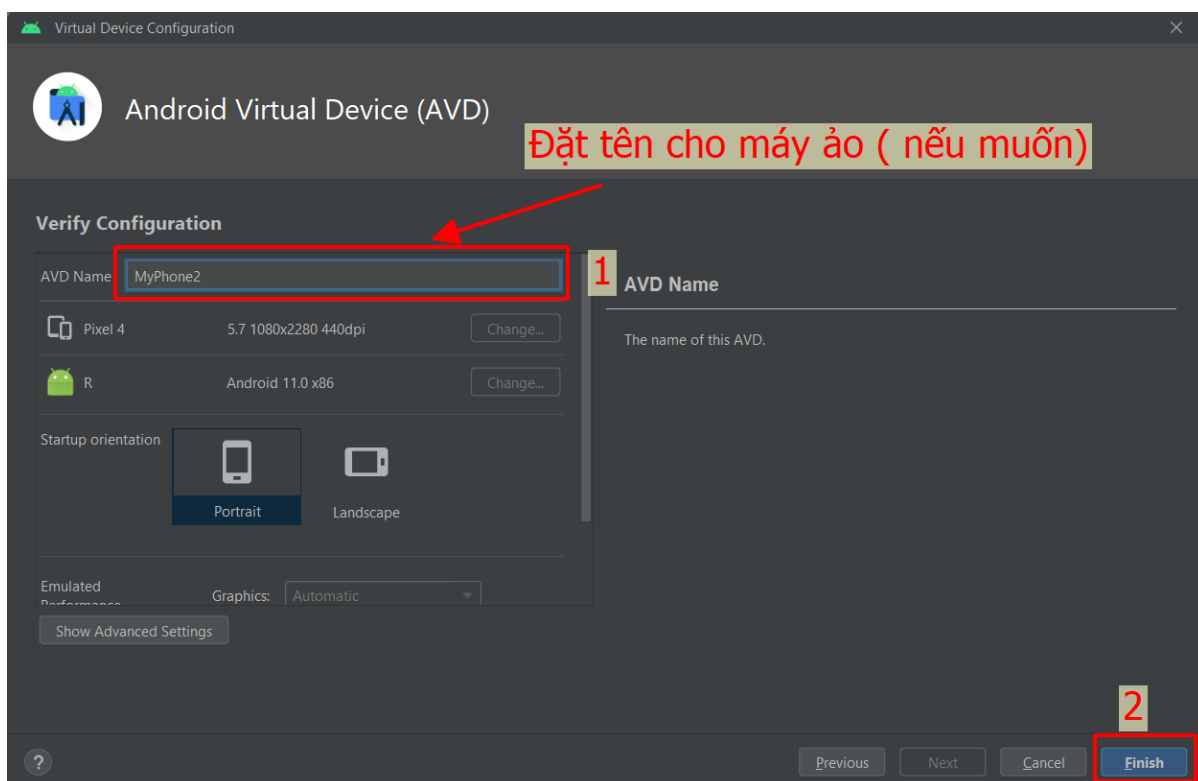 Virtual Device Configuration
Android Virtual Device (AVD)
Đặt tên cho máy ảo ( nếu muốn)
Verify Configuration
AVD Name MyPhone2
1
AVD Name
Pixel 4 5.7 1080x2280 440dpi Change...
The name of this AVD.
R Android 11.0 x86 Change...
Startup orientation
Portrait Landscape
Emulated
Performance
Graphics: Automatic
Show Advanced Settings
2
? Previous Next Cancel Finish